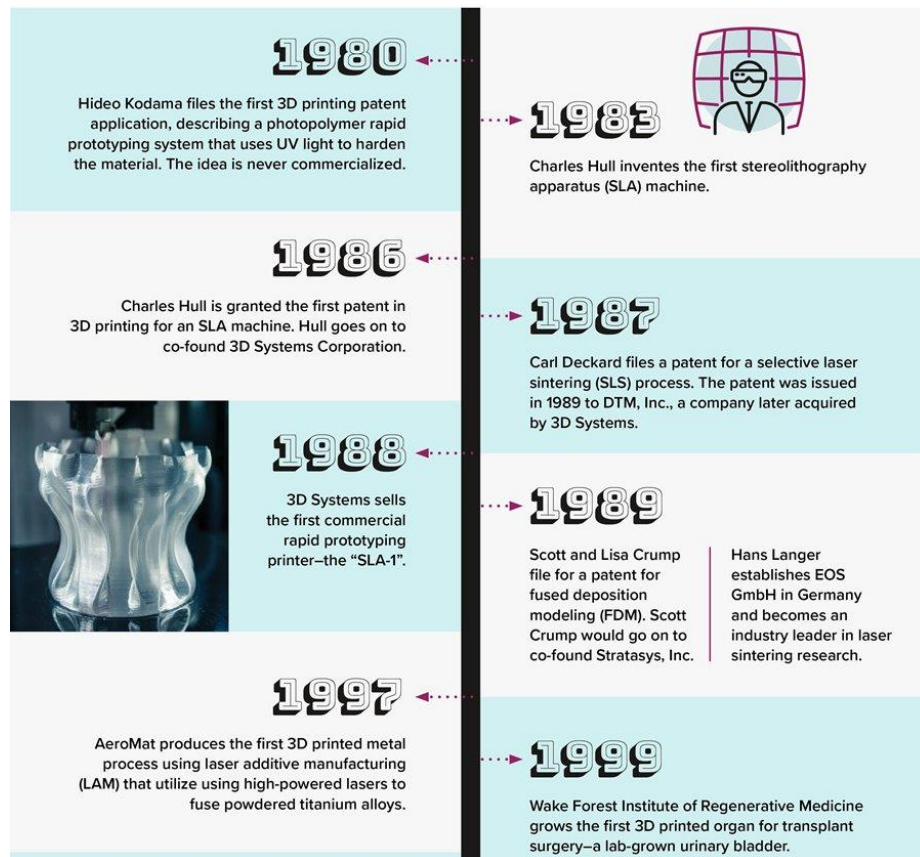 1980
Hideo Kodama files the first 3D printing patent
application, describing a photopolymer rapid
prototyping system that uses UV light to harden
the material. The idea is never commercialized.
1983
Charles Hull inventes the first stereolithography
apparatus (SLA) machine.
1986
Charles Hull is granted the first patent in
3D printing for an SLA machine. Hull goes on to
co-found 3D Systems Corporation.
1987
Carl Deckard files a patent for a selective laser
sintering (SLS) process. The patent was issued
in 1989 to DTM, Inc., a company later acquired
by 3D Systems.
1988
3D Systems sells
the first commercial
rapid prototyping
printer–the “SLA-1”.
1989
Scott and Lisa Crump
file for a patent for
fused deposition
modeling (FDM). Scott
Crump would go on to
co-found Stratasys, Inc.
Hans Langer
establishes EOS
GmbH in Germany
and becomes an
industry leader in laser
sintering research.
1997
AeroMat produces the first 3D printed metal
process using laser additive manufacturing
(LAM) that utilize using high-powered lasers to
fuse powdered titanium alloys.
1999
Wake Forest Institute of Regenerative Medicine
grows the first 3D printed organ for transplant
surgery–a lab-grown urinary bladder.